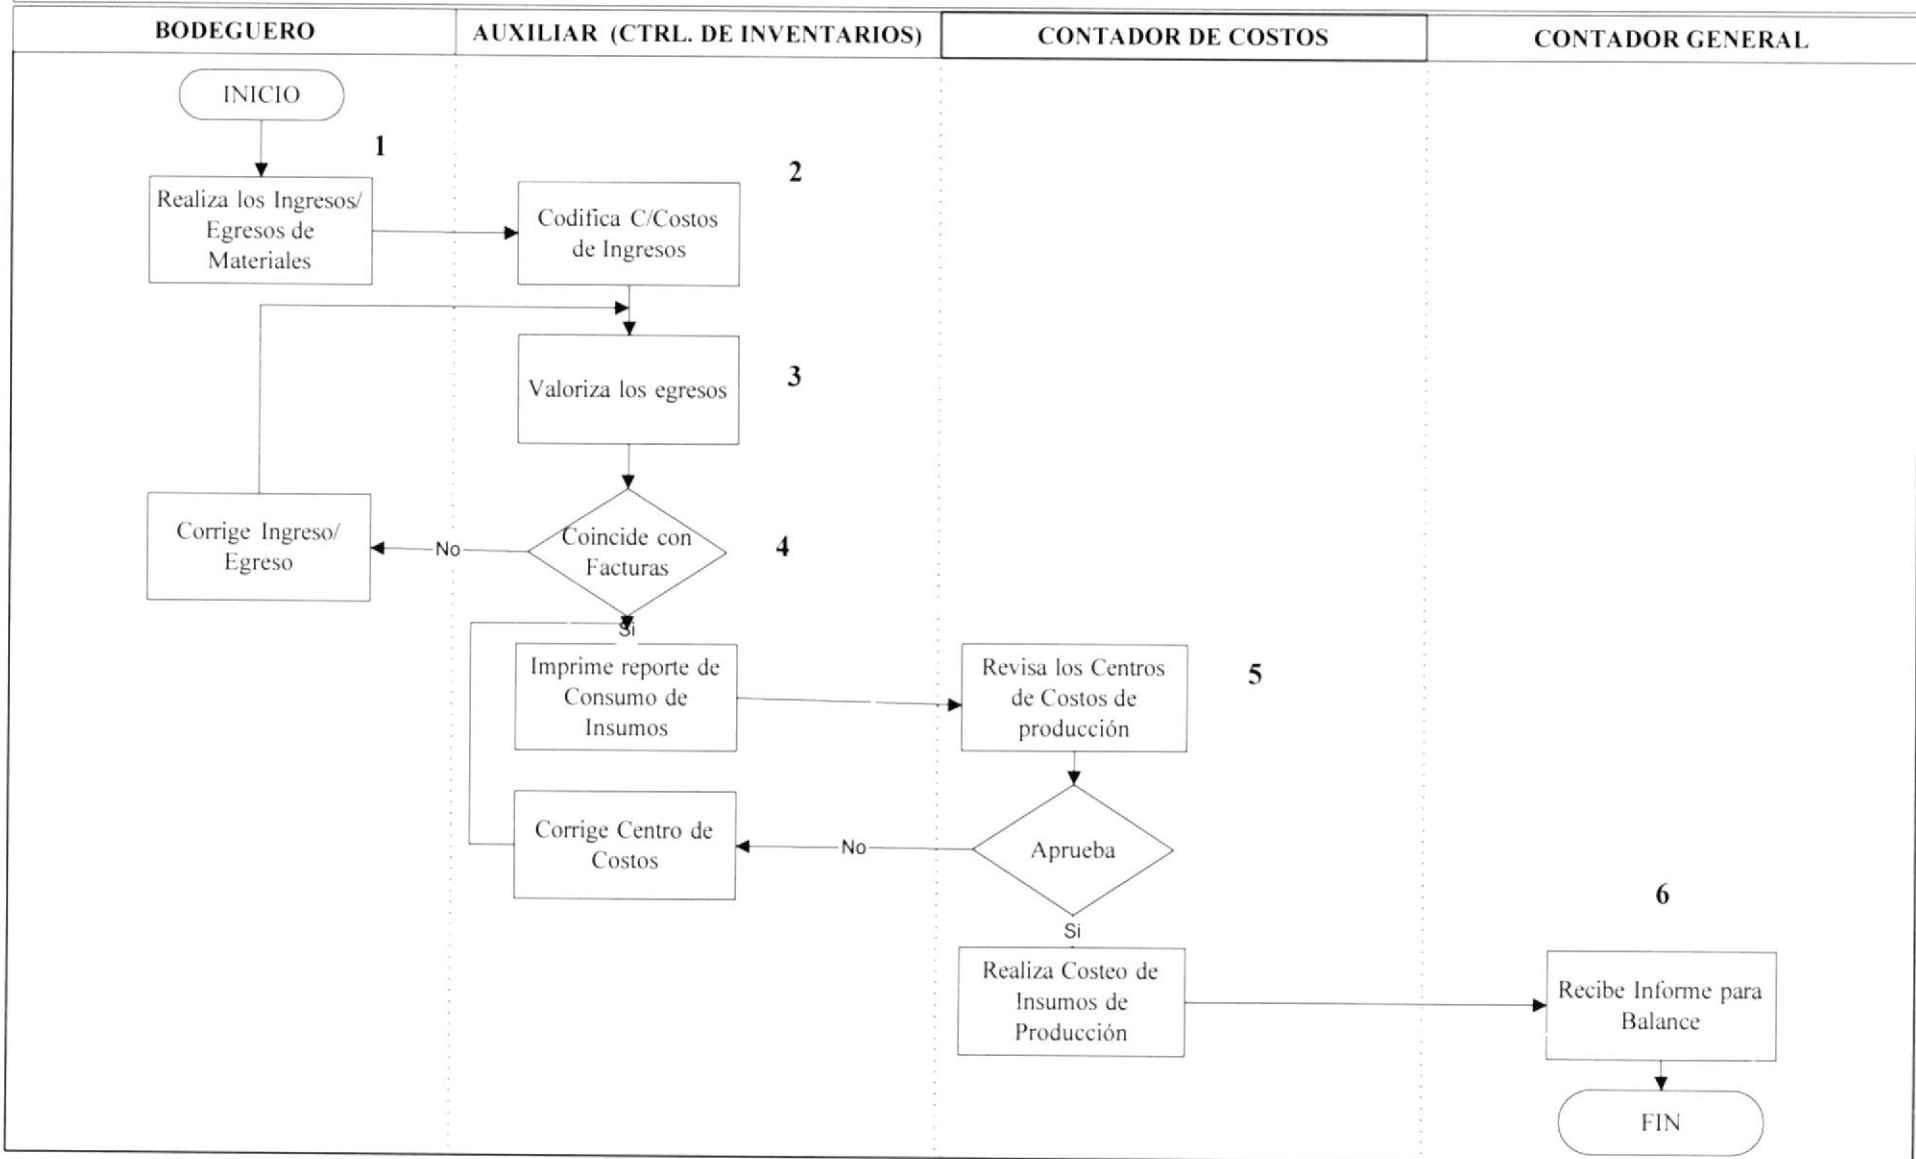 BODEGUERO
AUXILIAR (CTRL. DE INVENTARIOS)
CONTADOR DE COSTOS
CONTADOR GENERAL
INICIO
1
Realiza los Ingresos/
Egresos de
Materiales
2
Codifica C/Costos
de Ingresos
3
Valoriza los egresos
4
Coincide con
Facturas
No
Corrige Ingreso/
Egreso
Si
Imprime reporte de
Consumo de
Insumos
5
Revisa los Centros
de Costos de
producción
Aprueba
No
Corrige Centro de
Costos
Si
Realiza Costeo de
Insumos de
Producción
6
Recibe Informe para
Balance
FIN